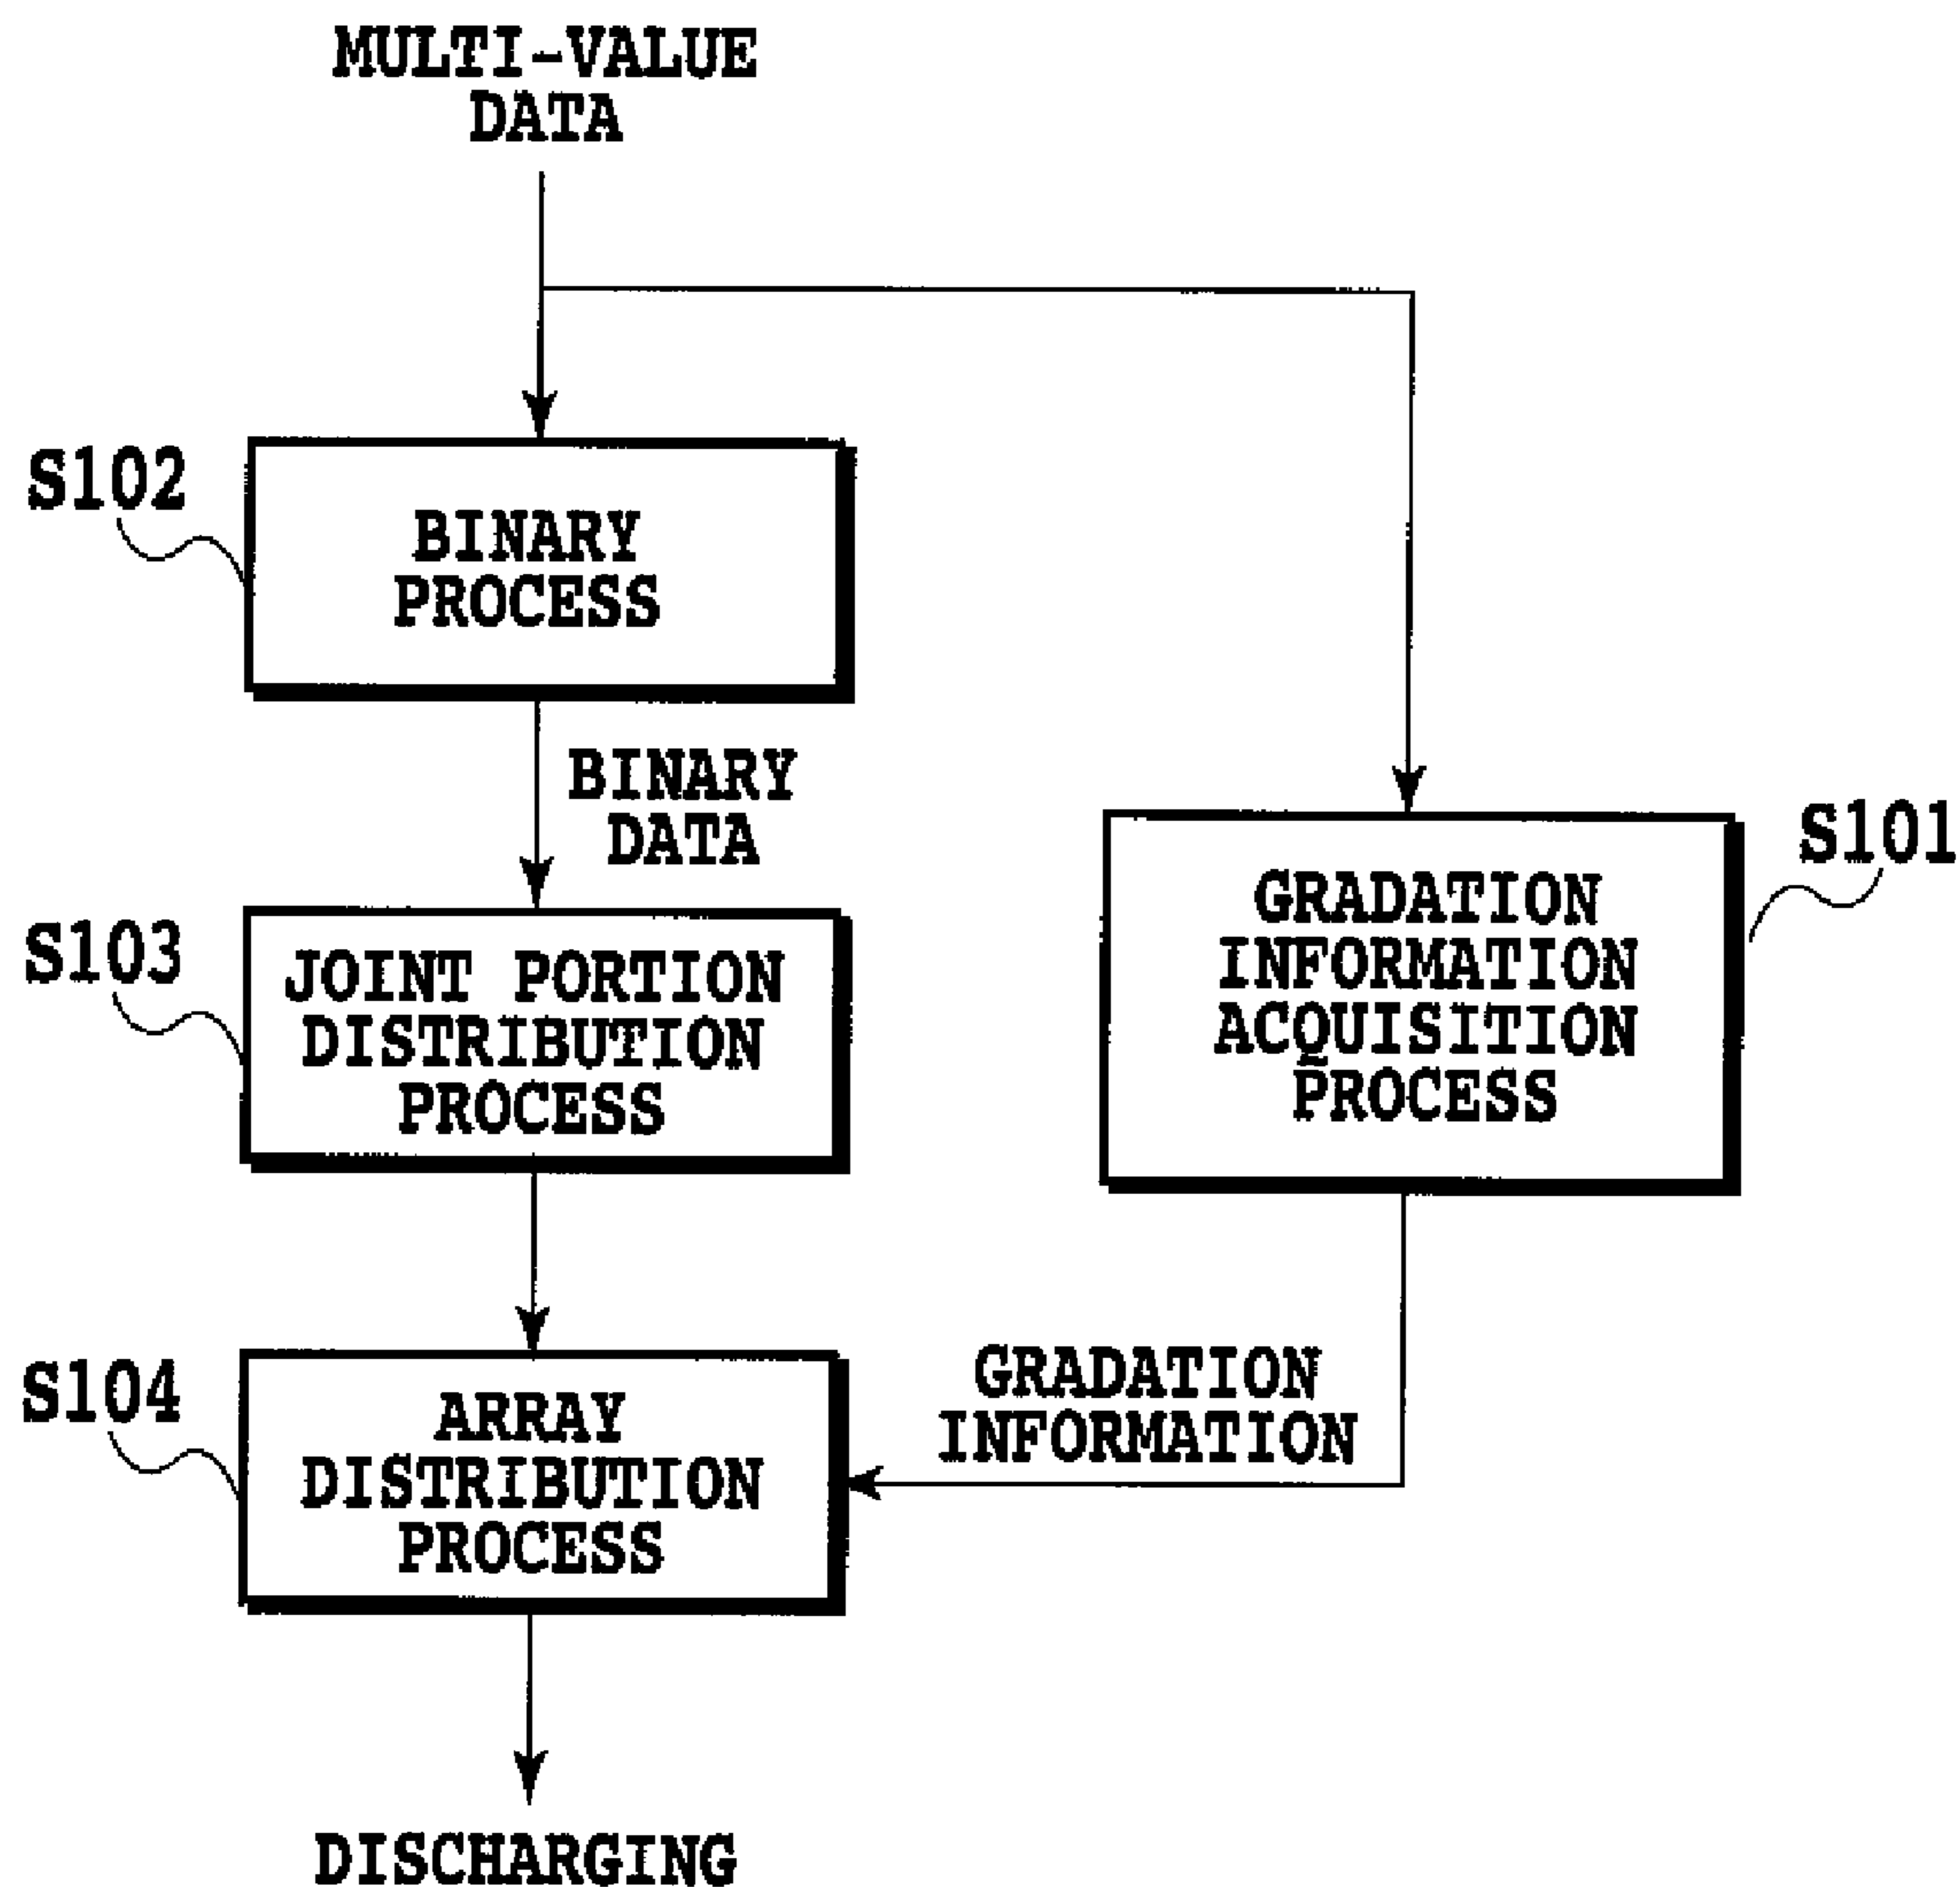 MULTI-VALUE
DATA
S102
BINARY
PROCESS
BINARY
DATA
S101
GRADATION
INFORMATION
ACQUISITION
PROCESS
S103
JOINT PORTION
DISTRIBUTION
PROCESS
S104
ARRAY
DISTRIBUTION
PROCESS
GRADATION
INFORMATION
DISCHARGING